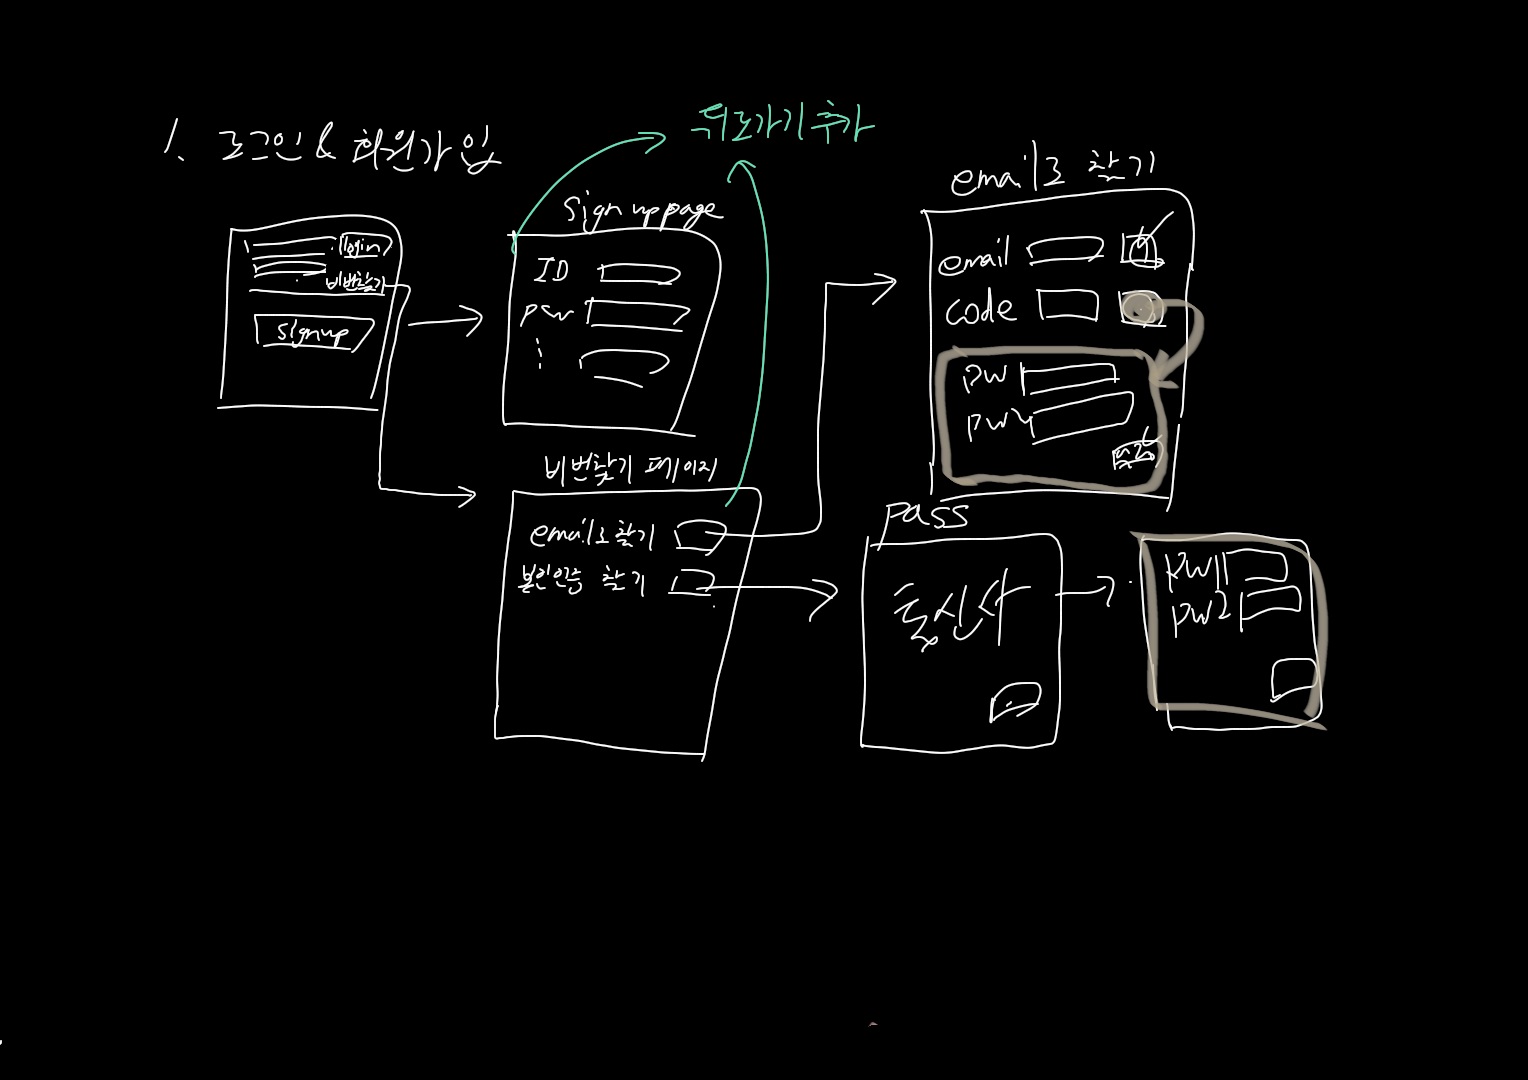 1. 로그인 & 회원가입
뒤로가기 추가
login
비번찾기
signup
Sign up page
ID
pw
비번찾기 페이지
email로 찾기
본인인증 찾기
email로 찾기
email
code
pw
pw
pass
통신사
pw1
pw2